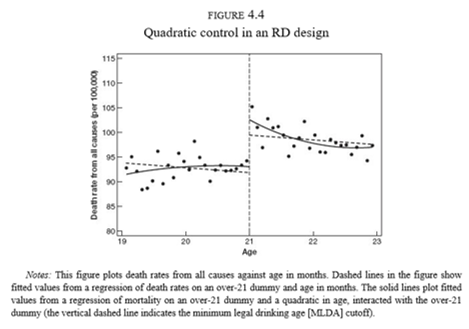 FIGURE 4.4
Quadratic control in an RD design
Death rate from all causes (per 100,000)
115
110
105
100
95
90
85
80
19
20
21
22
23
Age
Notes: This figure plots death rates from all causes against age in months. Dashed lines in the figure show
fitted values from a regression of death rates on an over-21 dummy and age in months. The solid lines plot fitted
values from a regression of mortality on an over-21 dummy and a quadratic in age, interacted with the over-21
dummy (the vertical dashed line indicates the minimum legal drinking age [MLDA] cutoff).